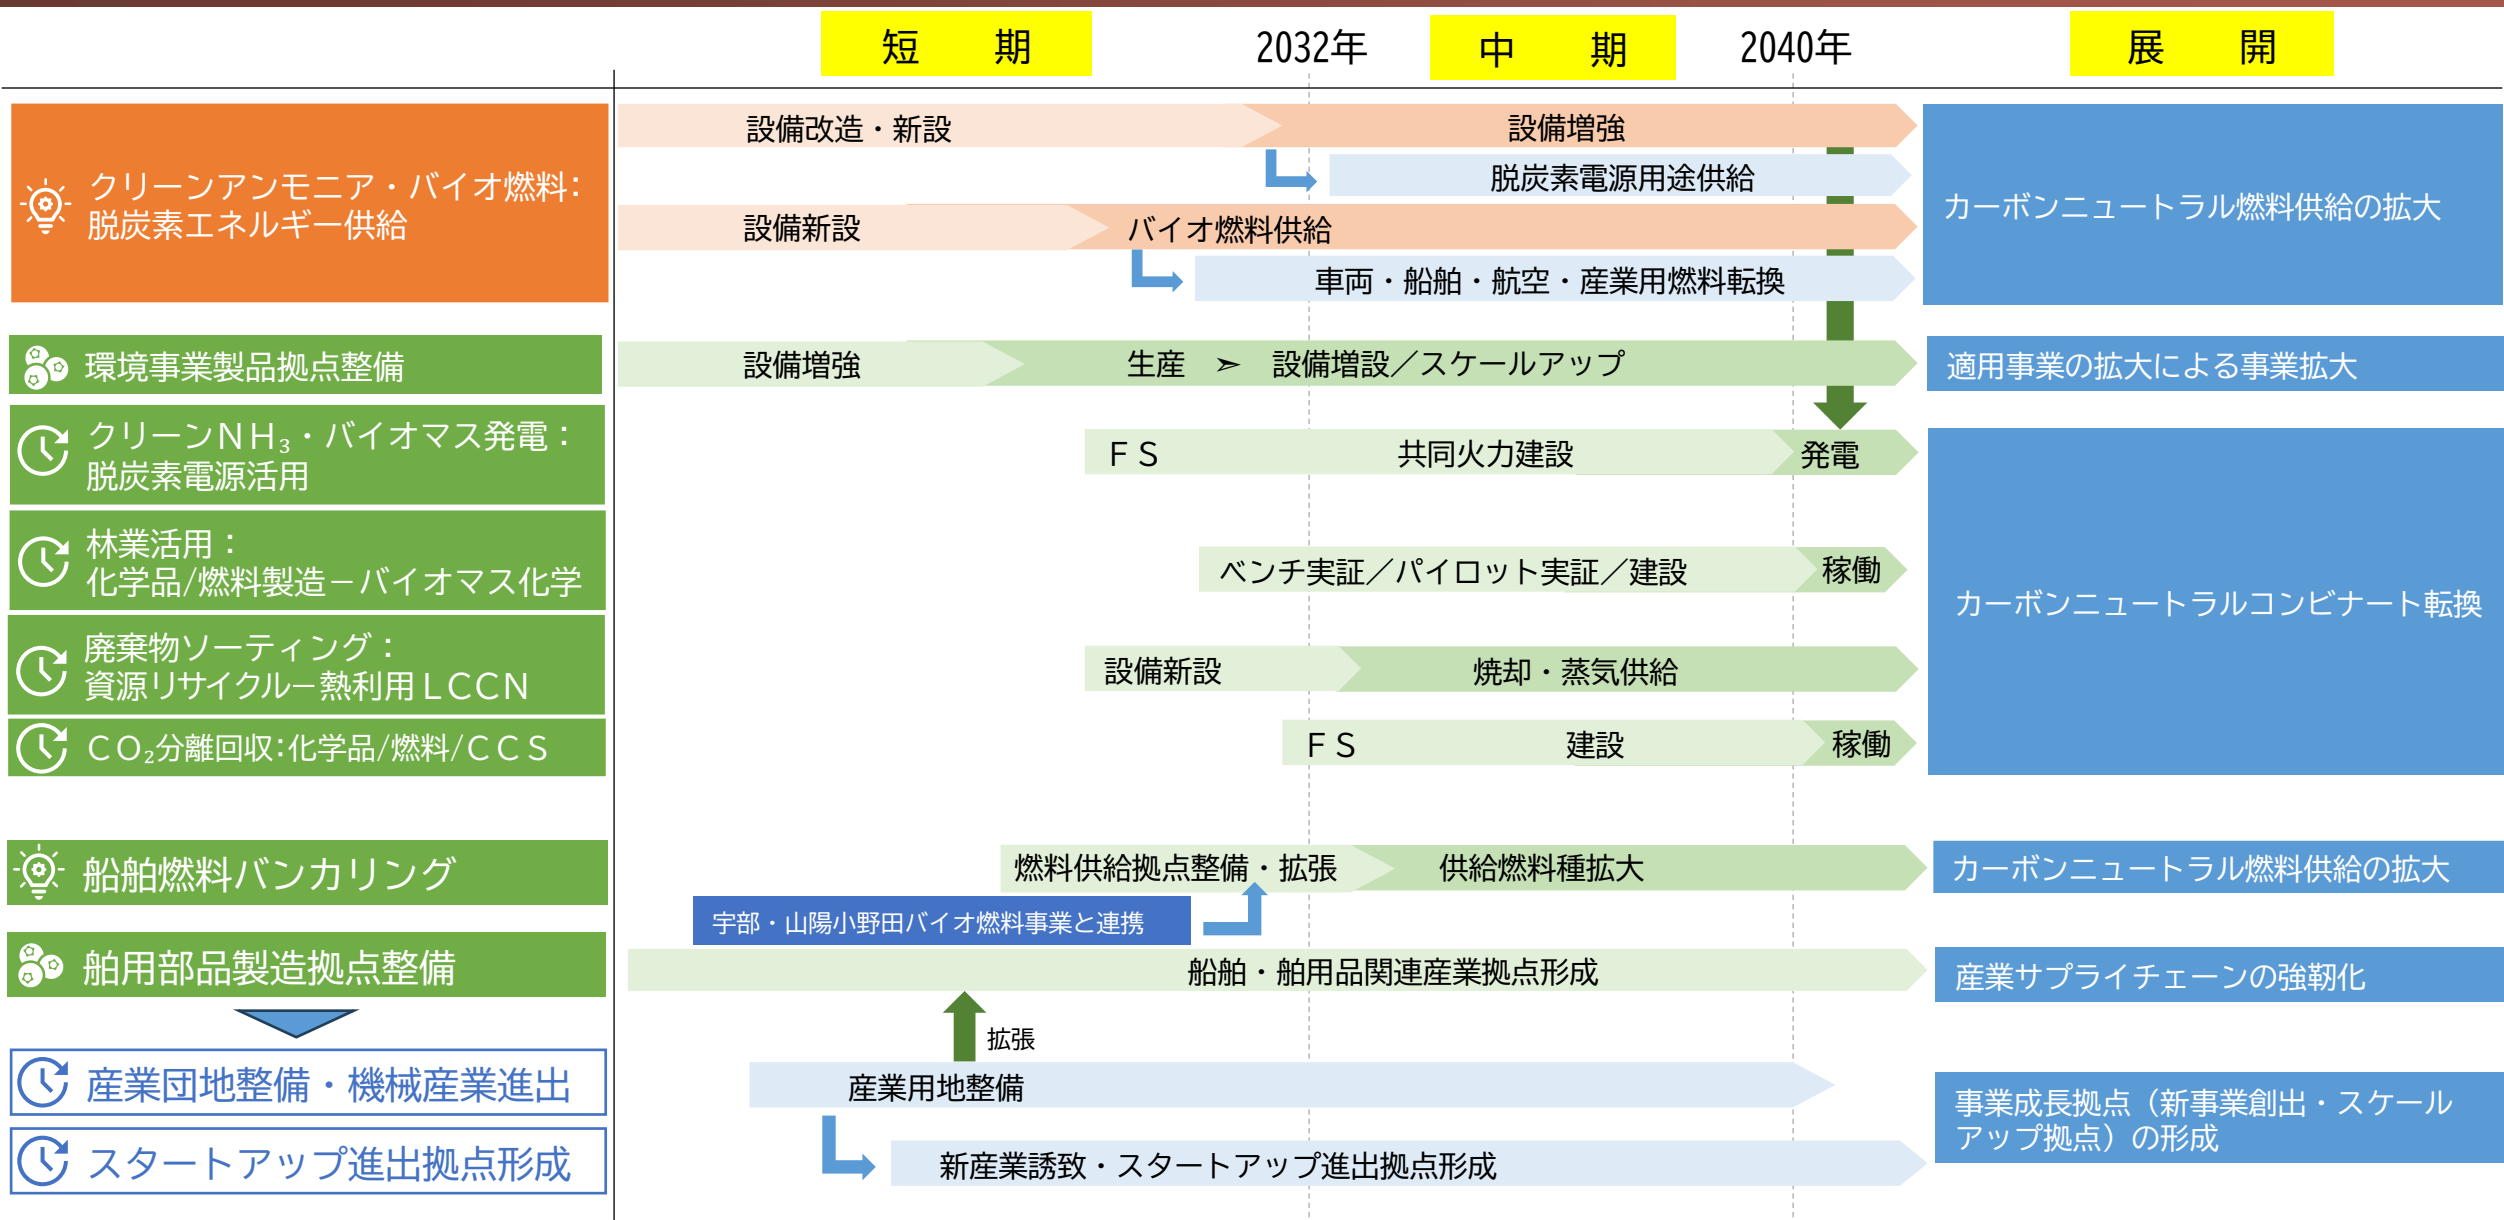 短　期
2032年
中　期
2040年
展　開
クリーンアンモニア・バイオ燃料：
脱炭素エネルギー供給
設備改造・新設
設備増強
脱炭素電源用途供給
設備新設
バイオ燃料供給
車両・船舶・航空・産業用燃料転換
カーボンニュートラル燃料供給の拡大
環境事業製品拠点整備
設備増強
生産　➢　設備増設／スケールアップ
適用事業の拡大による事業拡大
クリーンＮＨ₃・バイオマス発電：
脱炭素電源活用
ＦＳ
共同火力建設
発電
林業活用：
化学品/燃料製造－バイオマス化学
ベンチ実証／パイロット実証／建設
稼働
カーボンニュートラルコンビナート転換
廃棄物ソーティング：
資源リサイクル－熱利用ＬＣＣＮ
設備新設
焼却・蒸気供給
ＣＯ₂分離回収：化学品/燃料/ＣＣＳ
ＦＳ
建設
稼働
船舶燃料バンカリング
燃料供給拠点整備・拡張
供給燃料種拡大
カーボンニュートラル燃料供給の拡大
宇部・山陽小野田バイオ燃料事業と連携
舶用部品製造拠点整備
船舶・舶用品関連産業拠点形成
産業サプライチェーンの強靭化
拡張
産業団地整備・機械産業進出
産業用地整備
事業成長拠点（新事業創出・スケール
アップ拠点）の形成
スタートアップ進出拠点形成
新産業誘致・スタートアップ進出拠点形成